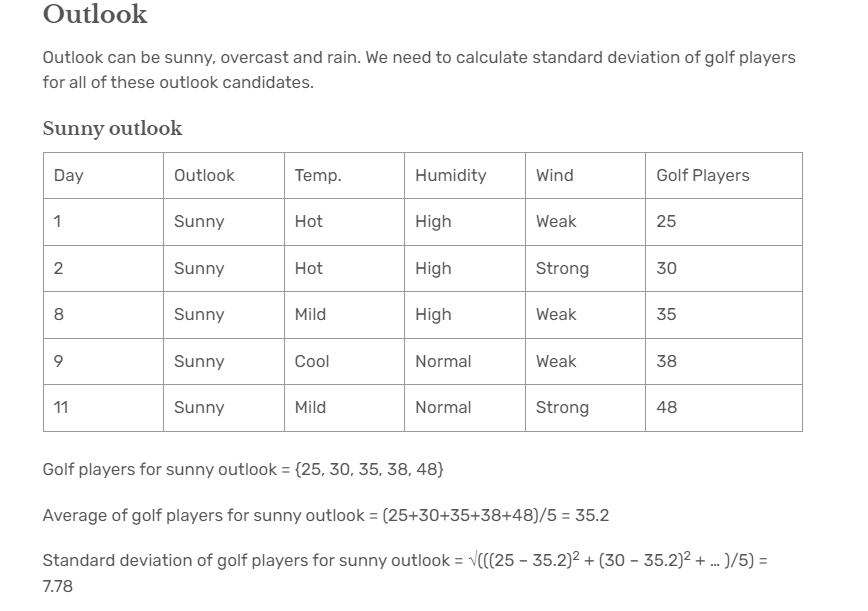 Outlook
Outlook can be sunny, overcast and rain. We need to calculate standard deviation of golf players
for all of these outlook candidates.
Sunny outlook
Day Outlook Temp. Humidity Wind Golf Players
1 Sunny Hot High Weak 25
2 Sunny Hot High Strong 30
8 Sunny Mild High Weak 35
9 Sunny Cool Normal Weak 38
11 Sunny Mild Normal Strong 48
Golf players for sunny outlook = {25, 30, 35, 38, 48}
Average of golf players for sunny outlook = (25+30+35+38+48)/5 = 35.2
Standard deviation of golf players for sunny outlook = √(((25 – 35.2)² + (30 – 35.2)² + … )/5) =
7.78